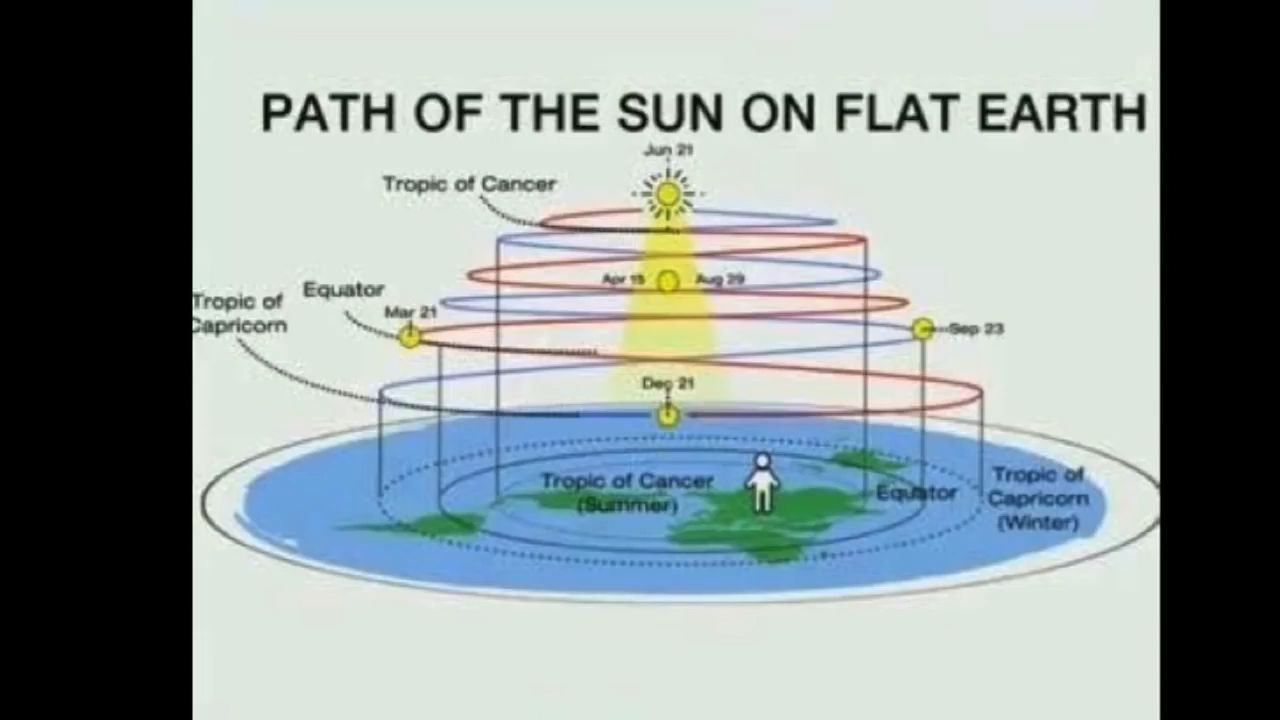 PATH OF THE SUN ON FLAT EARTH
Jun 21
Tropic of Cancer
Apr 15
Aug 29
Equator
Tropic of
Capricorn
Mar 21
Sep 23
Dec 21
Tropic of Cancer
(Summer)
Equator
Tropic of
Capricorn
(Winter)